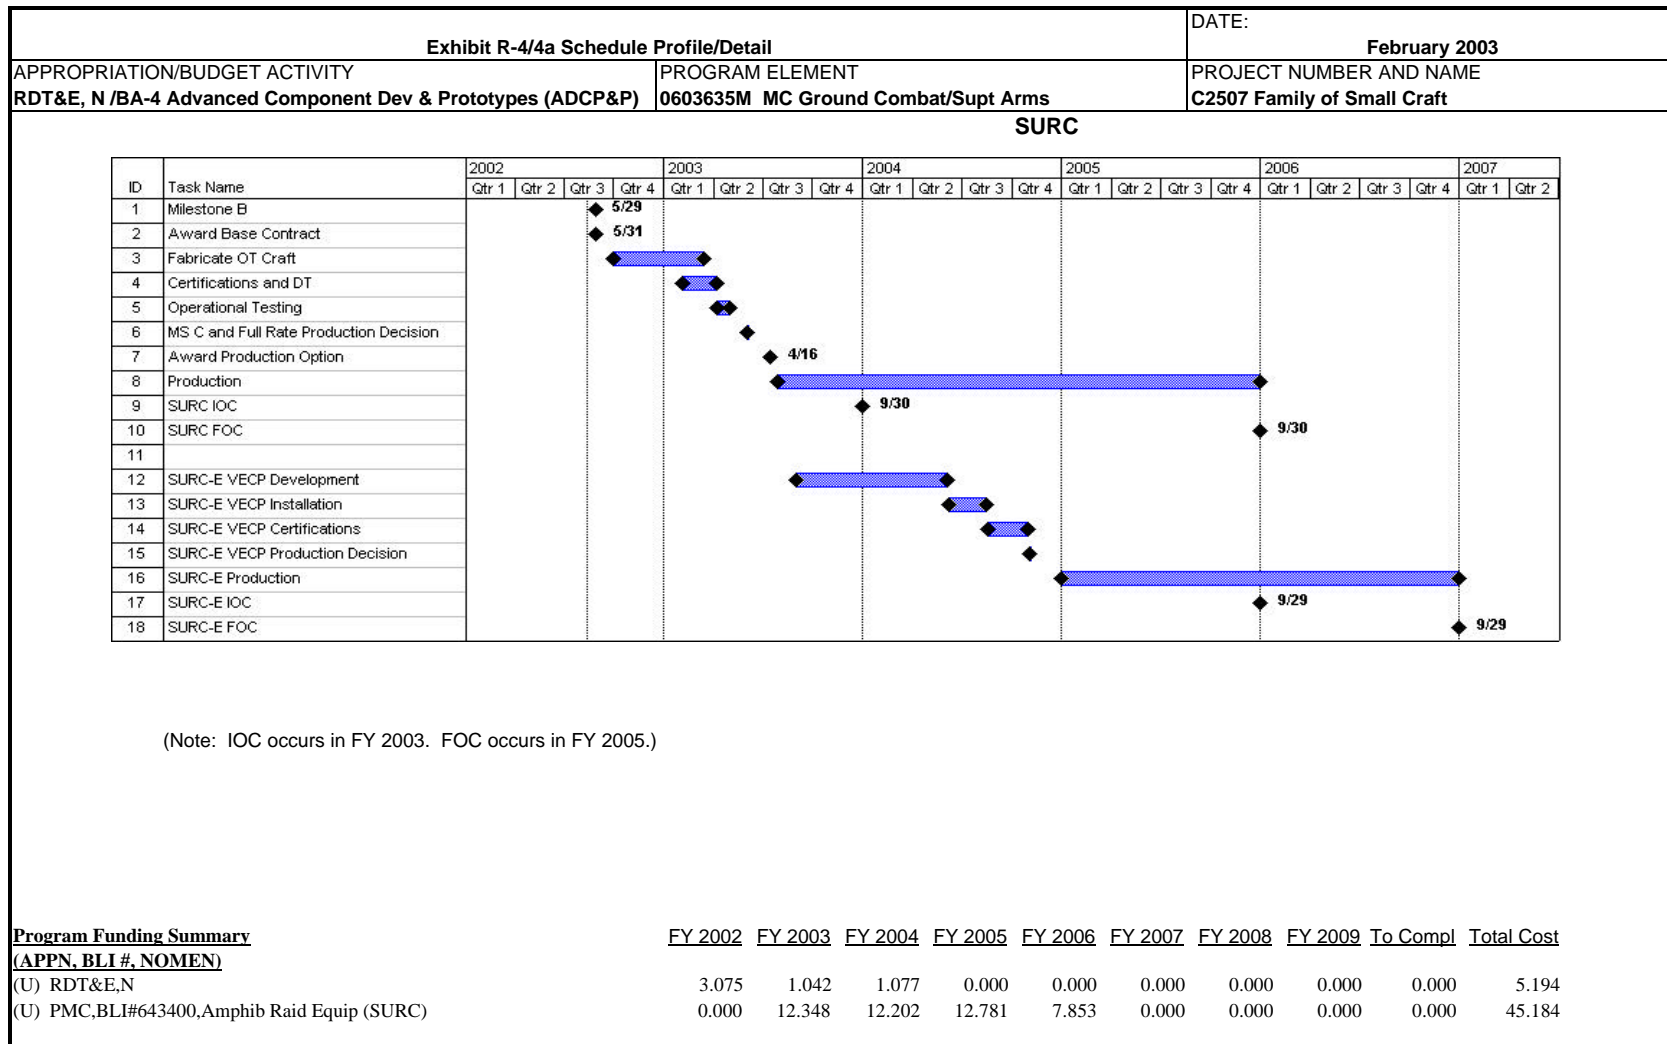 DATE:
Exhibit R-4/4a Schedule Profile/Detail February 2003
APPROPRIATION/BUDGET ACTIVITY PROGRAM ELEMENT PROJECT NUMBER AND NAME
RDT&E, N /BA-4 Advanced Component Dev & Prototypes (ADCP&P) 0603635M MC Ground Combat/Supt Arms C2507 Family of Small Craft
SURC
2002 2003 2004 2005 2006 2007
ID Task Name Qtr 1 Qtr 2 Qtr 3 Qtr 4 Qtr 1 Qtr 2 Qtr 3 Qtr 4 Qtr 1 Qtr 2 Qtr 3 Qtr 4 Qtr 1 Qtr 2 Qtr 3 Qtr 4 Qtr 1 Qtr 2 Qtr 3 Qtr 4 Qtr 1 Qtr 2
1 Milestone B 5/29
2 Award Base Contract 5/31
3 Fabricate OT Craft
4 Certifications and DT
5 Operational Testing
6 MS C and Full Rate Production Decision
7 Award Production Option 4/16
8 Production
9 SURC IOC 9/30
10 SURC FOC 9/30
11
12 SURC-E VECP Development
13 SURC-E VECP Installation
14 SURC-E VECP Certifications
15 SURC-E VECP Production Decision
16 SURC-E Production
17 SURC-E IOC 9/29
18 SURC-E FOC 9/29
(Note: IOC occurs in FY 2003. FOC occurs in FY 2005.)
Program Funding Summary FY 2002 FY 2003 FY 2004 FY 2005 FY 2006 FY 2007 FY 2008 FY 2009 To Compl Total Cost
(APPN, BLI #, NOMEN)
(U) RDT&E,N 3.075 1.042 1.077 0.000 0.000 0.000 0.000 0.000 0.000 5.194
(U) PMC,BLI#643400,Amphib Raid Equip (SURC) 0.000 12.348 12.202 12.781 7.853 0.000 0.000 0.000 0.000 45.184